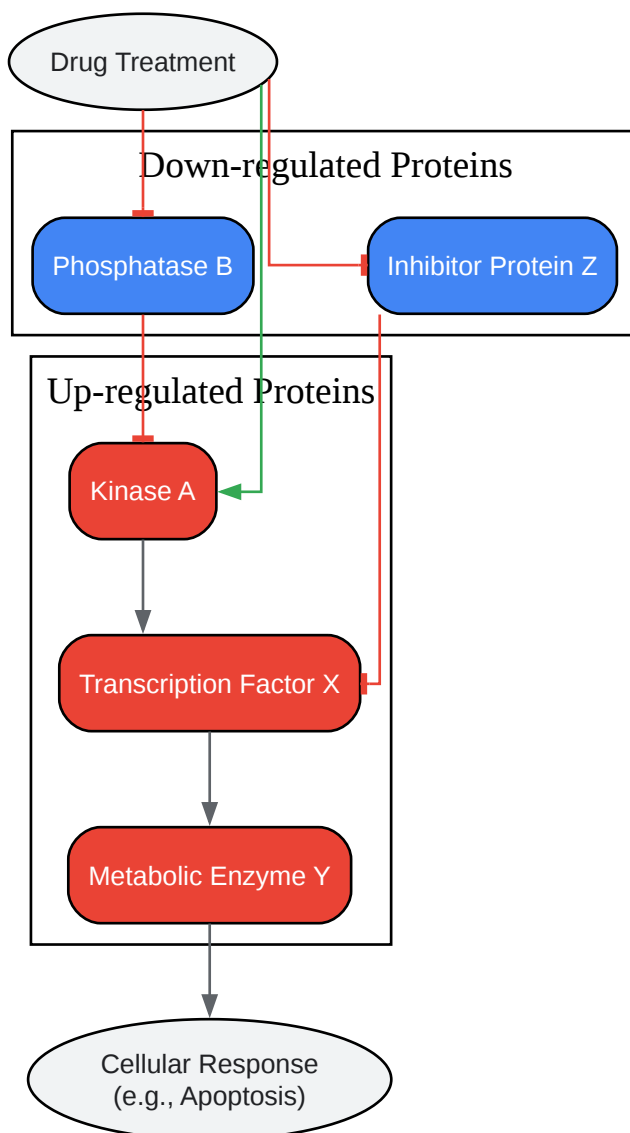 Drug Treatment
Down-regulated Proteins
Phosphatase B
Inhibitor Protein Z
Up-regulated Proteins
Kinase A
Transcription Factor X
Metabolic Enzyme Y
Cellular Response
(e.g., Apoptosis)